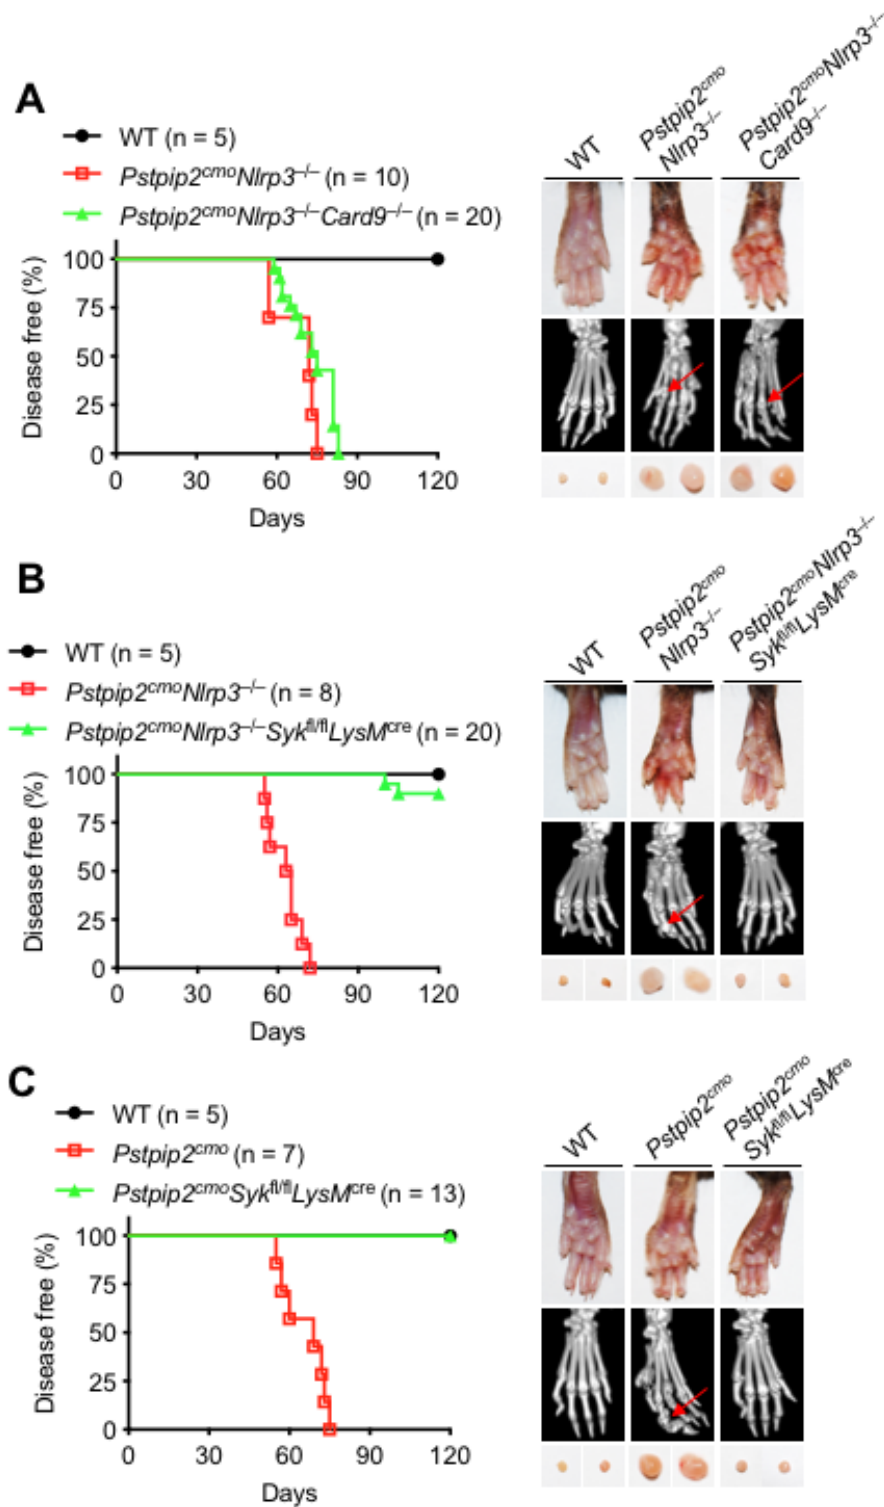 A
WT (n = 5)
Pstpip2cmoNlrp3–/– (n = 10)
Pstpip2cmoNlrp3–/–Card9–/– (n = 20)
100
75
50
25
0
Disease free (%)
0 30 60 90 120
Days
WT
Pstpip2cmo
Nlrp3–/–
Pstpip2cmoNlrp3–/–
Card9–/–
B
WT (n = 5)
Pstpip2cmoNlrp3–/– (n = 8)
Pstpip2cmoNlrp3–/–Sykfl/flLysMcre (n = 20)
100
75
50
25
0
Disease free (%)
0 30 60 90 120
Days
WT
Pstpip2cmo
Nlrp3–/–
Pstpip2cmoNlrp3–/–
Sykfl/flLysMcre
C
WT (n = 5)
Pstpip2cmo (n = 7)
Pstpip2cmoSykfl/flLysMcre (n = 13)
100
75
50
25
0
Disease free (%)
0 30 60 90 120
Days
WT
Pstpip2cmo
Pstpip2cmo
Sykfl/flLysMcre